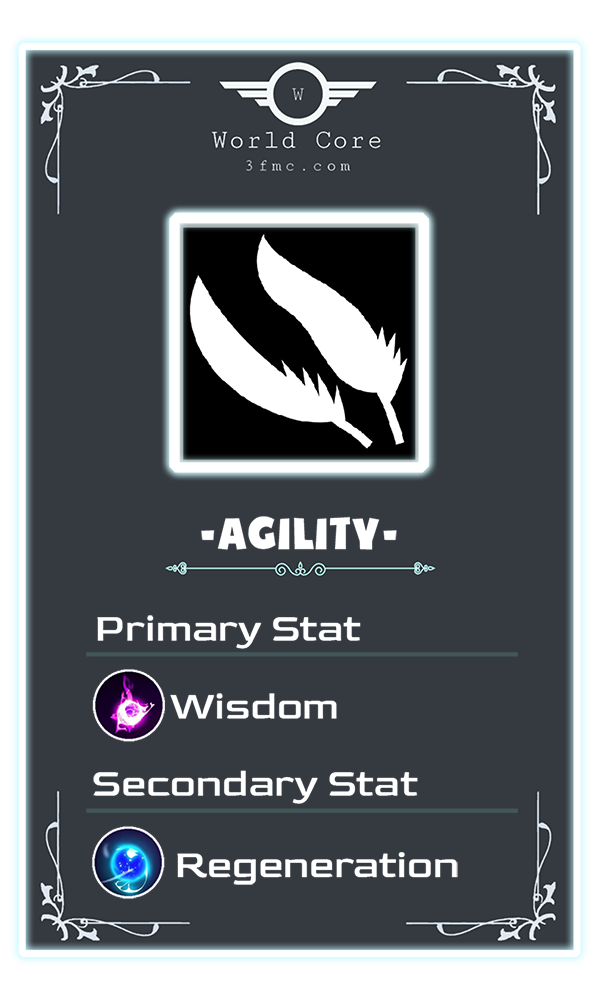 W
World Core
3fmc.com
-AGILITY-
Primary Stat
Wisdom
Secondary Stat
Regeneration